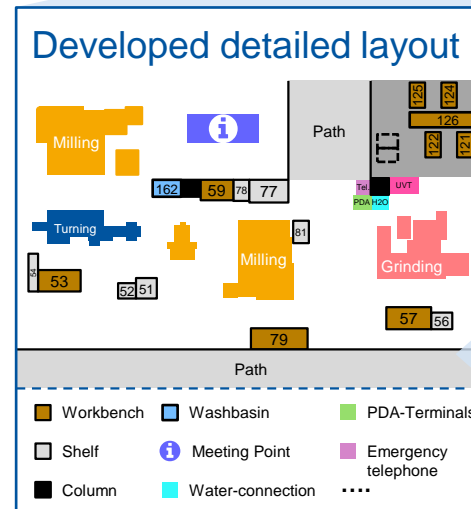 Developed detailed layout
125
124
126
122
121
Milling
i
Path
Tel.
UVT
PDA
H2O
162
59
78
77
Turning
Milling
81
Grinding
54
53
52
51
57
56
79
Path
Workbench
Washbasin
PDA-Terminals
Shelf
i Meeting Point
Emergency
telephone
Column
Water-connection
....